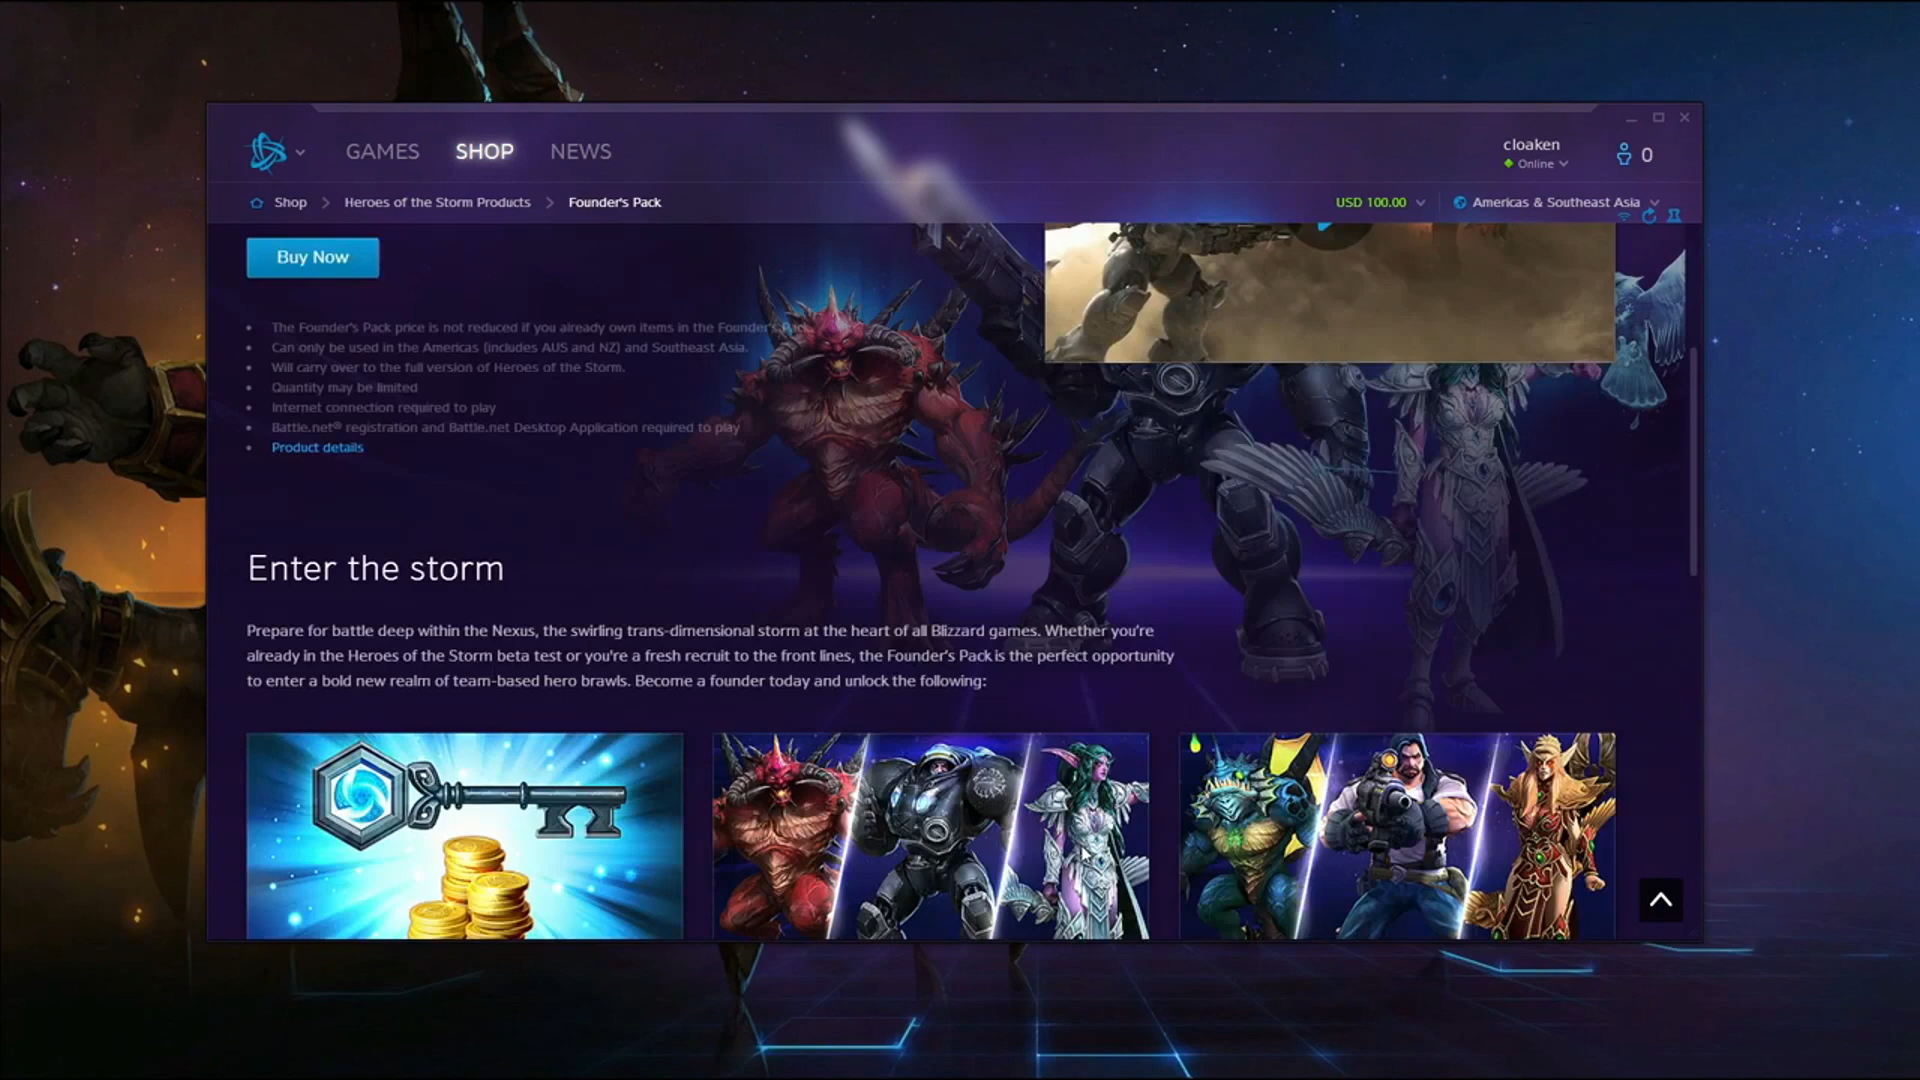 GAMES SHOP NEWS
cloaken
Online
0
Shop > Heroes of the Storm Products > Founder's Pack
USD 100.00
Americas & Southeast Asia
Buy Now
The Founder's Pack price is not reduced if you already own items in the Founder's Pack.
Can only be used in the Americas (includes AUS and NZ) and Southeast Asia.
Will carry over to the full version of Heroes of the Storm.
Quantity may be limited
Internet connection required to play
Battle.net® registration and Battle.net Desktop Application required to play
Product details
Enter the storm
Prepare for battle deep within the Nexus, the swirling trans-dimensional storm at the heart of all Blizzard games. Whether you're
already in the Heroes of the Storm beta test or you're a fresh recruit to the front lines, the Founder's Pack is the perfect opportunity
to enter a bold new realm of team-based hero brawls. Become a founder today and unlock the following: